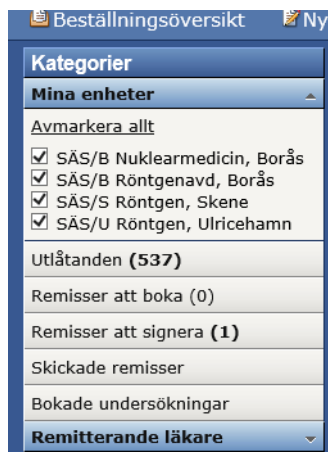 Beställningsöversikt Ny
Kategorier
Mina enheter
Avmarkera allt
SÄS/B Nuklearmedicin, Borås
SÄS/B Röntgenavd, Borås
SÄS/S Röntgen, Skene
SÄS/U Röntgen, Ulricehamn
Utlåtanden (537)
Remisser att boka (0)
Remisser att signera (1)
Skickade remisser
Bokade undersökningar
Remitterande läkare